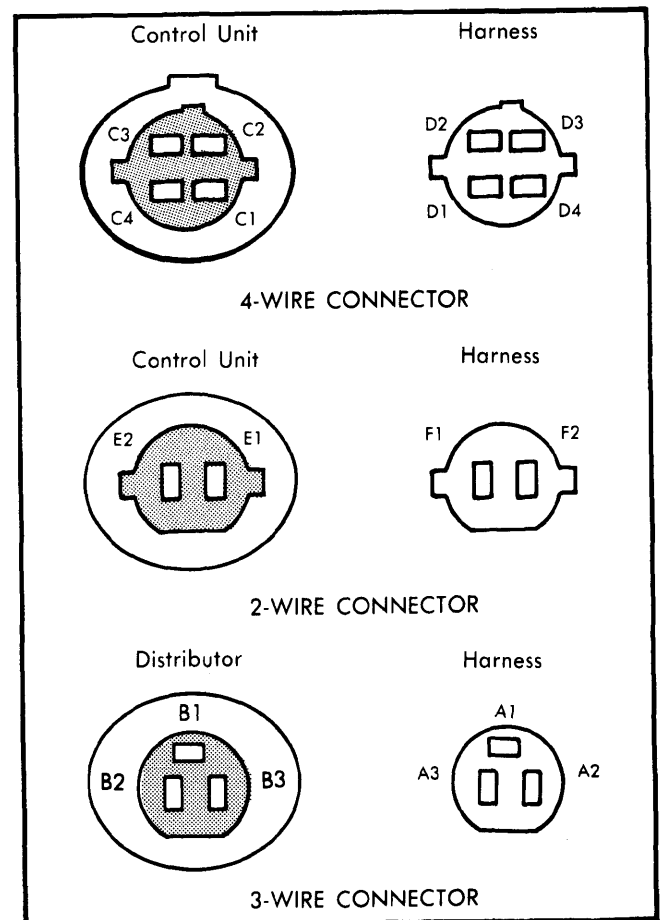 Control Unit Harness
C3 C2 D2 D3
C4 C1 D1 D4
4-WIRE CONNECTOR
Control Unit Harness
E2 E1 F1 F2
2-WIRE CONNECTOR
Distributor Harness
B1 A1
B2 B3 A3 A2
3-WIRE CONNECTOR